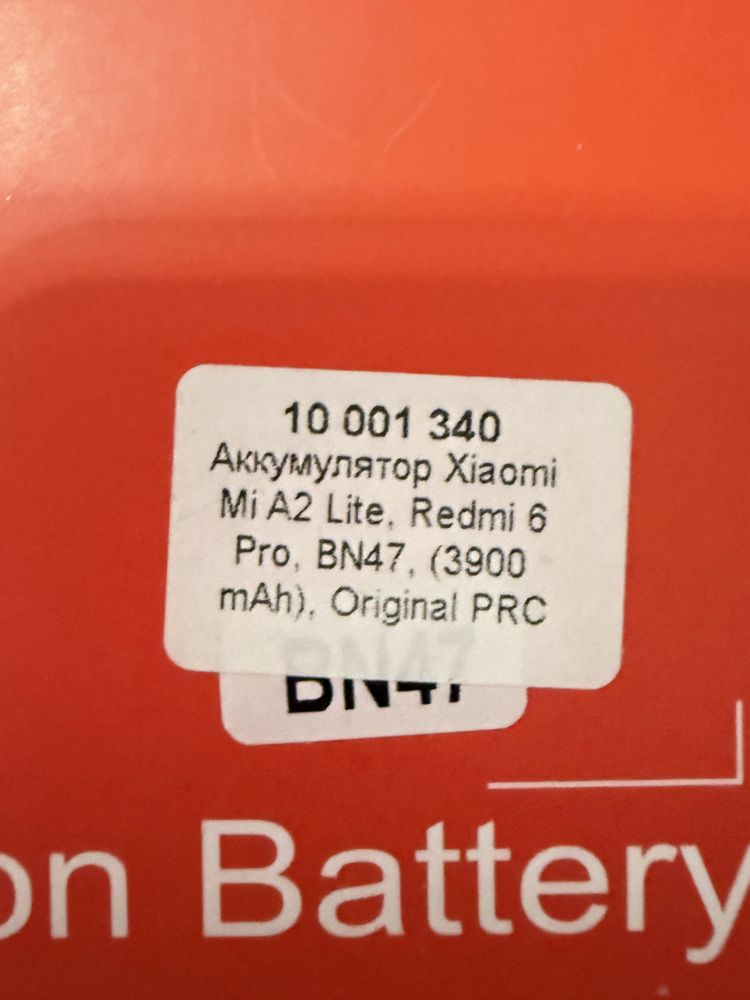 10 001 340
Аккумулятор Xiaomi
Mi A2 Lite, Redmi 6
Pro, BN47, (3900
mAh), Original PRC
BN47
on Battery